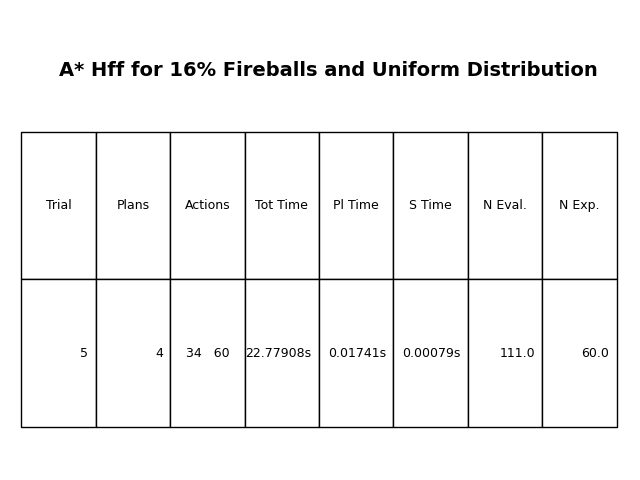 A* Hff for 16% Fireballs and Uniform Distribution
Trial Plans Actions Tot Time Pl Time S Time N Eval. N Exp.
5 4 34 60 22.77908s 0.01741s 0.00079s 111.0 60.0